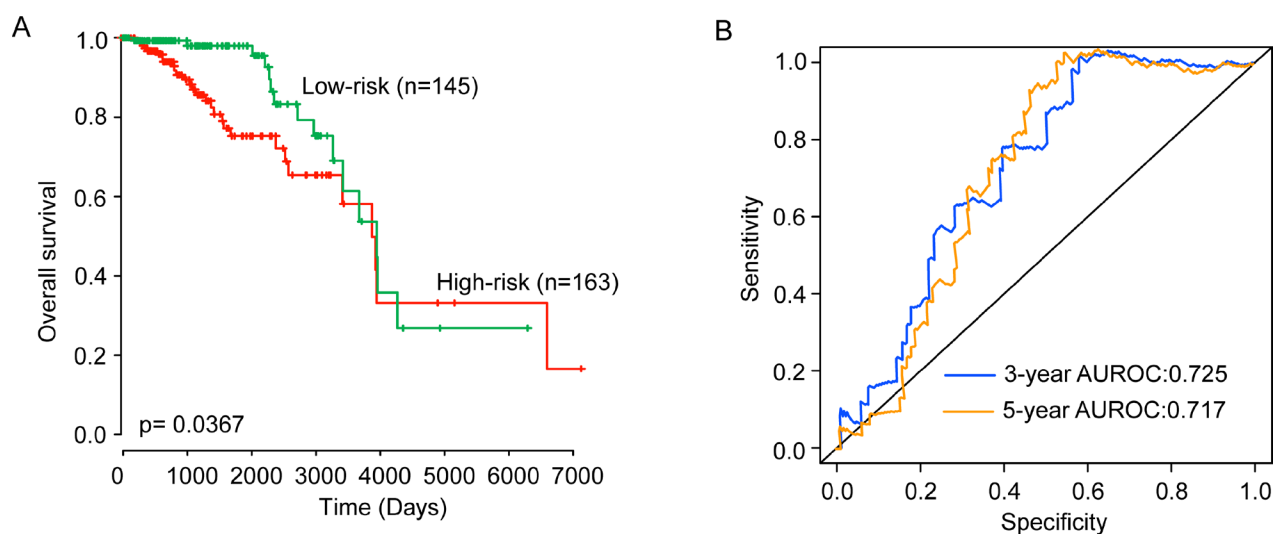 A
Overall survival
1.0
0.8
0.6
0.4
0.2
0.0
Low-risk (n=145)
High-risk (n=163)
p= 0.0367
0 1000 2000 3000 4000 5000 6000 7000
Time (Days)
B
Sensitivity
1.0
0.8
0.6
0.4
0.2
0.0
3-year AUROC:0.725
5-year AUROC:0.717
0.0 0.2 0.4 0.6 0.8 1.0
Specificity